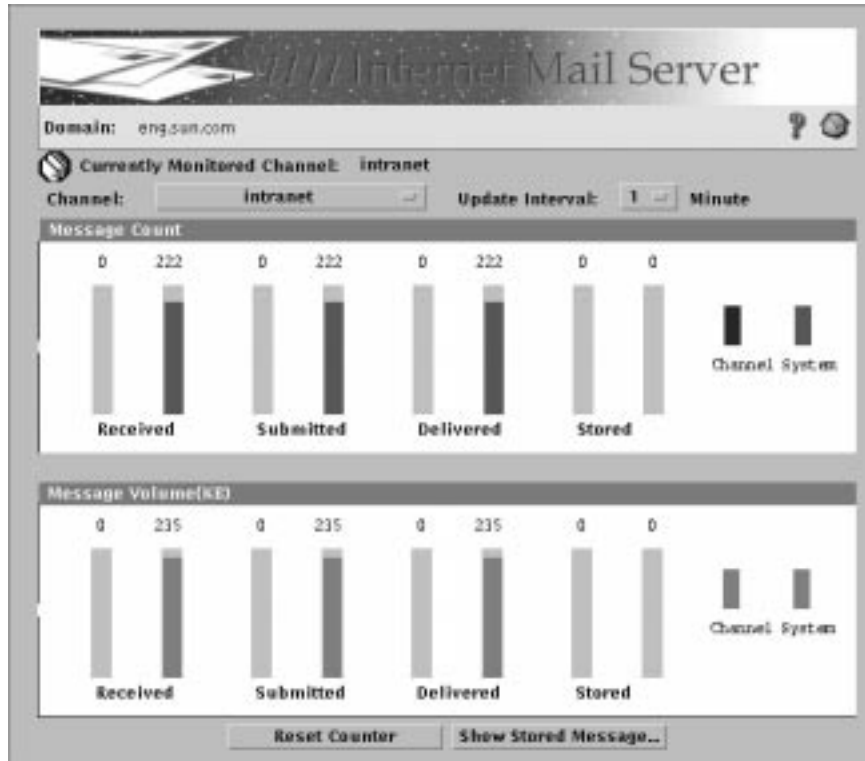 Internet Mail Server
Domain: eng.sun.com
Currently Monitored Channel: intranet
Channel: intranet Update Interval: 1 Minute
Message Count
0 222 0 222 0 222 0 0
Channel System
Received Submitted Delivered Stored
Message Volume(KB)
0 235 0 235 0 235 0 0
Channel System
Received Submitted Delivered Stored
Reset Counter Show Stored Message...